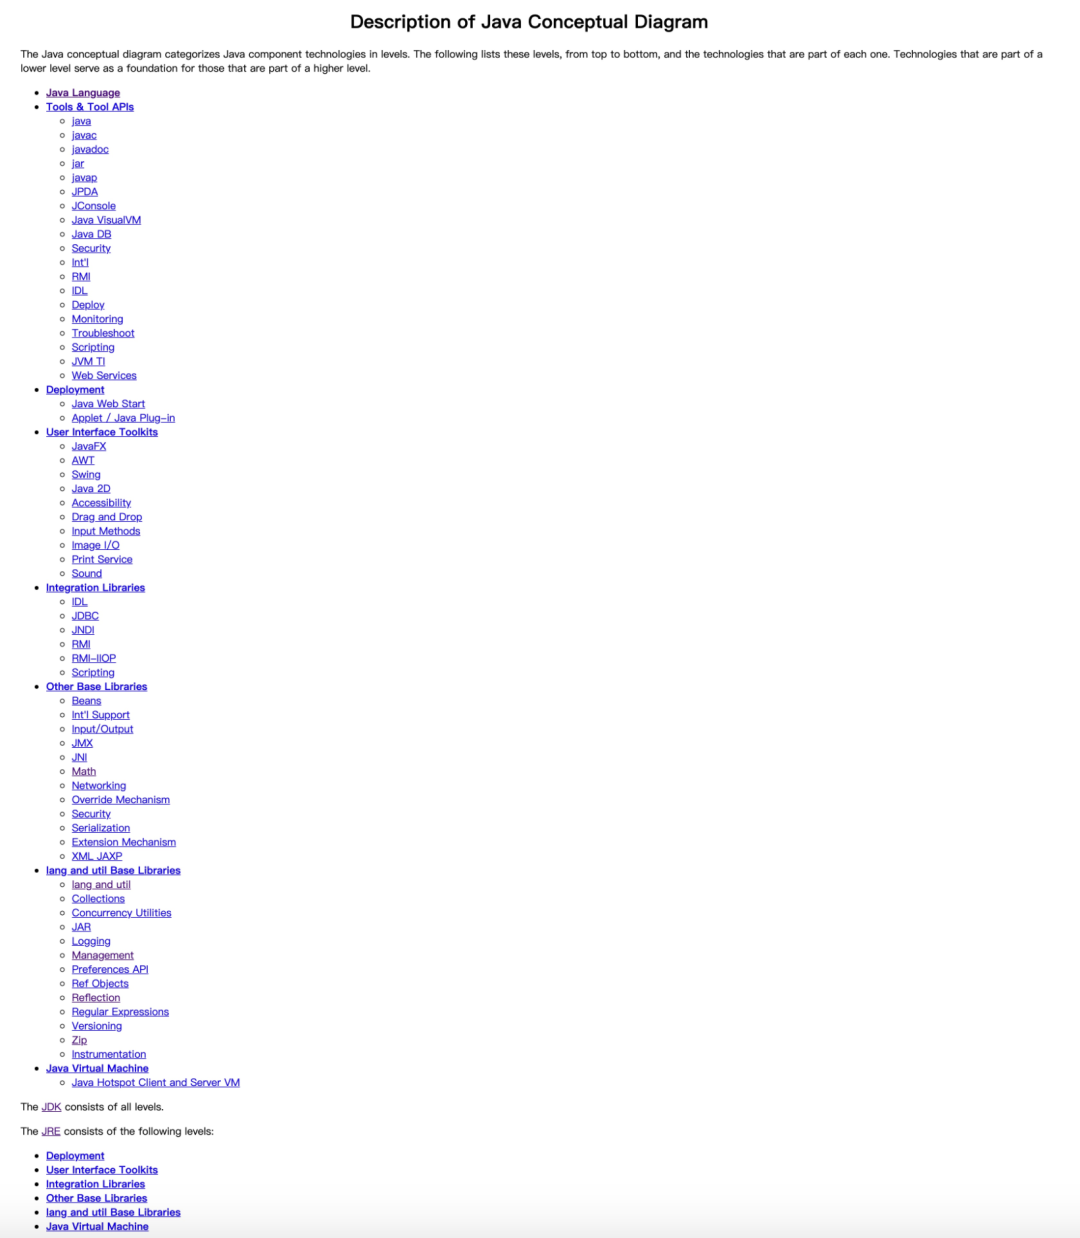 Description of Java Conceptual Diagram
The Java conceptual diagram categorizes Java component technologies in levels. The following lists these levels, from top to bottom, and the technologies that are part of each one. Technologies that are part of a
lower level serve as a foundation for those that are part of a higher level.
Java Language
Tools & Tool APIs
java
javac
javadoc
jar
javap
JPDA
JConsole
Java VisualVM
Java DB
Security
Int'l
RMI
IDL
Deploy
Monitoring
Troubleshoot
Scripting
JVM TI
Web Services
Deployment
Java Web Start
Applet / Java Plug-in
User Interface Toolkits
JavaFX
AWT
Swing
Java 2D
Accessibility
Drag and Drop
Input Methods
Image I/O
Print Service
Sound
Integration Libraries
IDL
JDBC
JNDI
RMI
RMI-IIOP
Scripting
Other Base Libraries
Beans
Int'l Support
Input/Output
JMX
JNI
Math
Networking
Override Mechanism
Security
Serialization
Extension Mechanism
XML JAXP
lang and util Base Libraries
lang and util
Collections
Concurrency Utilities
JAR
Logging
Management
Preferences API
Ref Objects
Reflection
Regular Expressions
Versioning
Zip
Instrumentation
Java Virtual Machine
Java Hotspot Client and Server VM
The JDK consists of all levels.
The JRE consists of the following levels:
Deployment
User Interface Toolkits
Integration Libraries
Other Base Libraries
lang and util Base Libraries
Java Virtual Machine